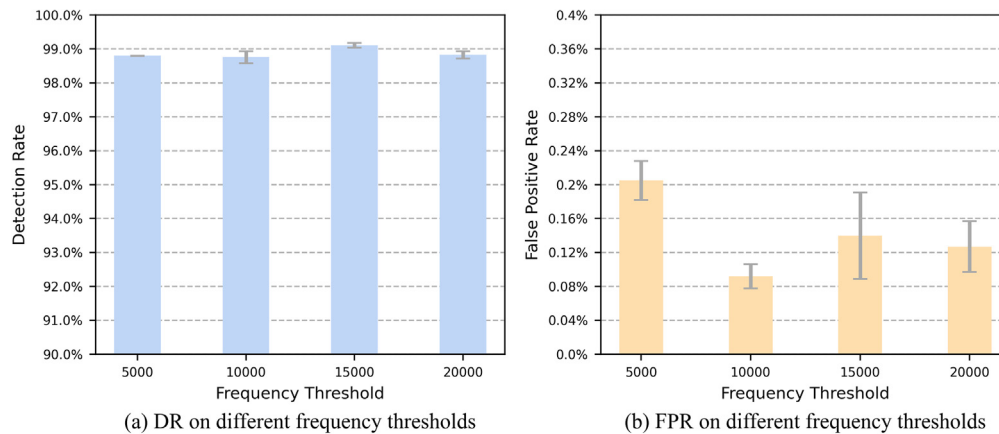 100.0%
99.0%
98.0%
97.0%
96.0%
95.0%
94.0%
93.0%
92.0%
91.0%
90.0%
Detection Rate
5000 10000 15000 20000
Frequency Threshold
(a) DR on different frequency thresholds
0.4%
0.36%
0.32%
0.28%
0.24%
0.2%
0.16%
0.12%
0.08%
0.04%
0.0%
False Positive Rate
5000 10000 15000 20000
Frequency Threshold
(b) FPR on different frequency thresholds